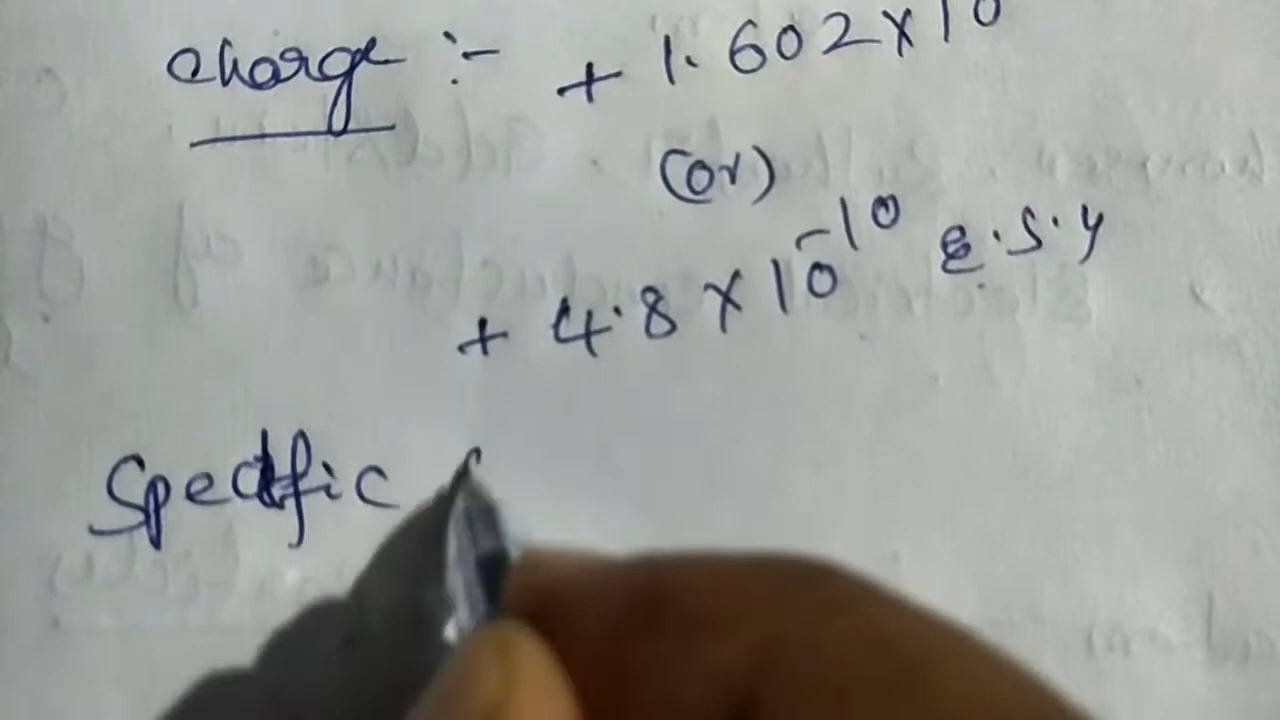 charge :- + 1.602 x 10
(or)
+ 4.8 x 10⁻¹⁰ e.s.y
Specific